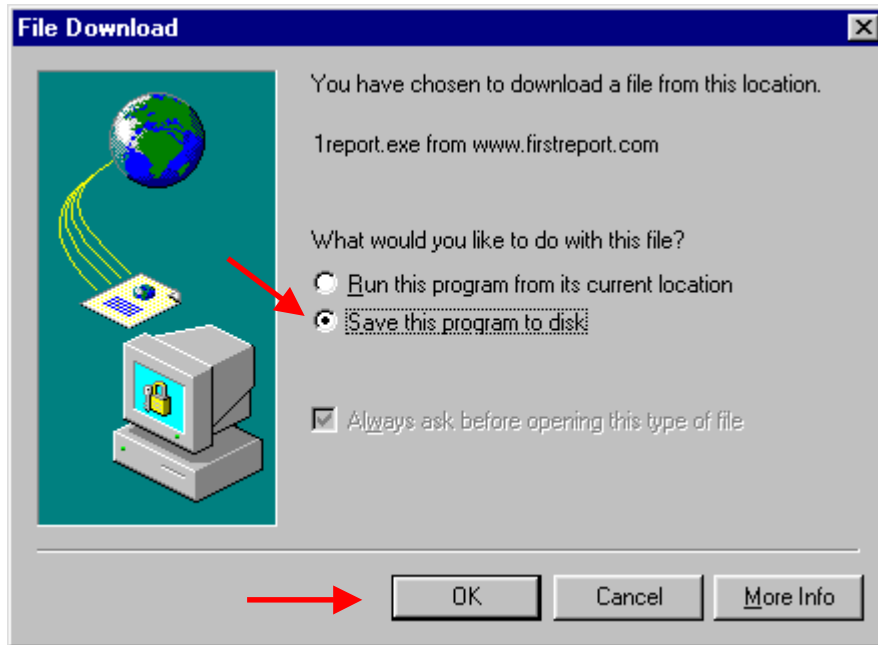 File Download
You have chosen to download a file from this location.
1report.exe from www.firstreport.com
What would you like to do with this file?
Run this program from its current location
Save this program to disk
Always ask before opening this type of file
OK Cancel More Info